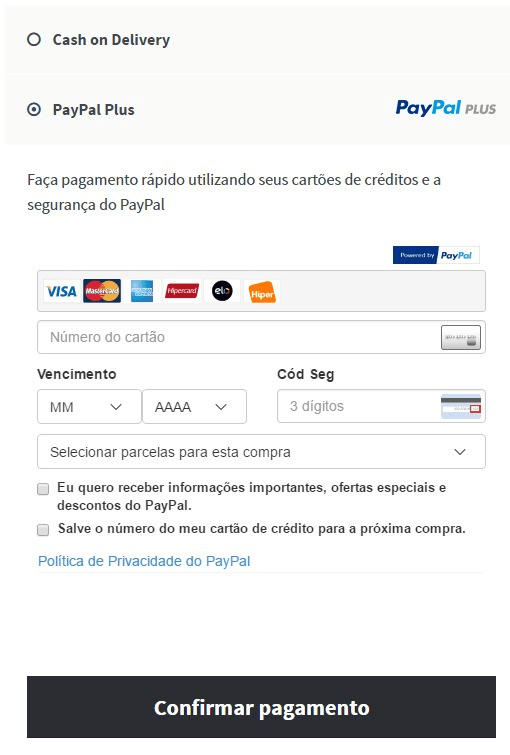 Cash on Delivery
PayPal Plus
PayPal PLUS
Faça pagamento rápido utilizando seus cartões de créditos e a
segurança do PayPal
Powered by PayPal
VISA MasterCard Hipercard elo Hiper
Número do cartão
Vencimento
Cód Seg
MM
AAAA
3 dígitos
Selecionar parcelas para esta compra
Eu quero receber informações importantes, ofertas especiais e
descontos do PayPal.
Salve o número do meu cartão de crédito para a próxima compra.
Política de Privacidade do PayPal
Confirmar pagamento